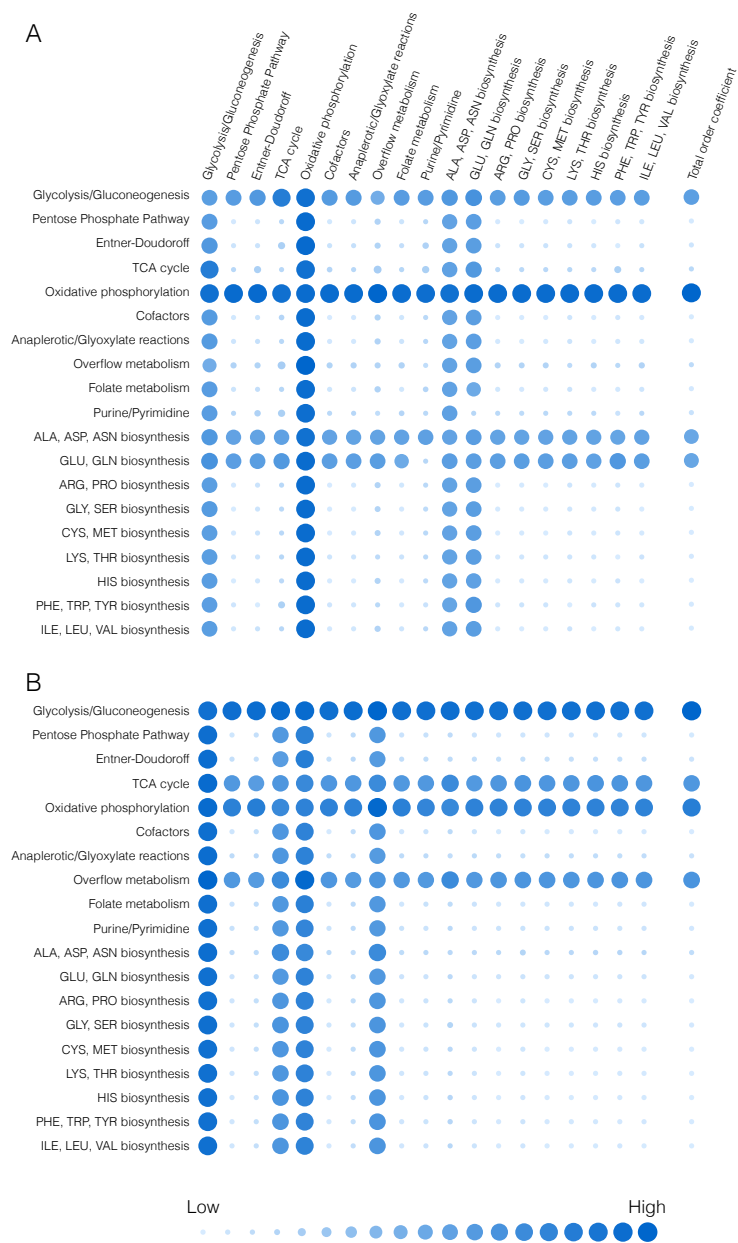 A
Glycolysis/Gluconeogenesis
Pentose Phosphate Pathway
Entner-Doudoroff
TCA cycle
Oxidative phosphorylation
Cofactors
Anaplerotic/Glyoxylate reactions
Overflow metabolism
Folate metabolism
Purine/Pyrimidine
ALA, ASP, ASN biosynthesis
GLU, GLN biosynthesis
ARG, PRO biosynthesis
GLY, SER biosynthesis
CYS, MET biosynthesis
LYS, THR biosynthesis
HIS biosynthesis
PHE, TRP, TYR biosynthesis
ILE, LEU, VAL biosynthesis
Total order coefficient
Glycolysis/Gluconeogenesis
Pentose Phosphate Pathway
Entner-Doudoroff
TCA cycle
Oxidative phosphorylation
Cofactors
Anaplerotic/Glyoxylate reactions
Overflow metabolism
Folate metabolism
Purine/Pyrimidine
ALA, ASP, ASN biosynthesis
GLU, GLN biosynthesis
ARG, PRO biosynthesis
GLY, SER biosynthesis
CYS, MET biosynthesis
LYS, THR biosynthesis
HIS biosynthesis
PHE, TRP, TYR biosynthesis
ILE, LEU, VAL biosynthesis
B
Glycolysis/Gluconeogenesis
Pentose Phosphate Pathway
Entner-Doudoroff
TCA cycle
Oxidative phosphorylation
Cofactors
Anaplerotic/Glyoxylate reactions
Overflow metabolism
Folate metabolism
Purine/Pyrimidine
ALA, ASP, ASN biosynthesis
GLU, GLN biosynthesis
ARG, PRO biosynthesis
GLY, SER biosynthesis
CYS, MET biosynthesis
LYS, THR biosynthesis
HIS biosynthesis
PHE, TRP, TYR biosynthesis
ILE, LEU, VAL biosynthesis
Low High